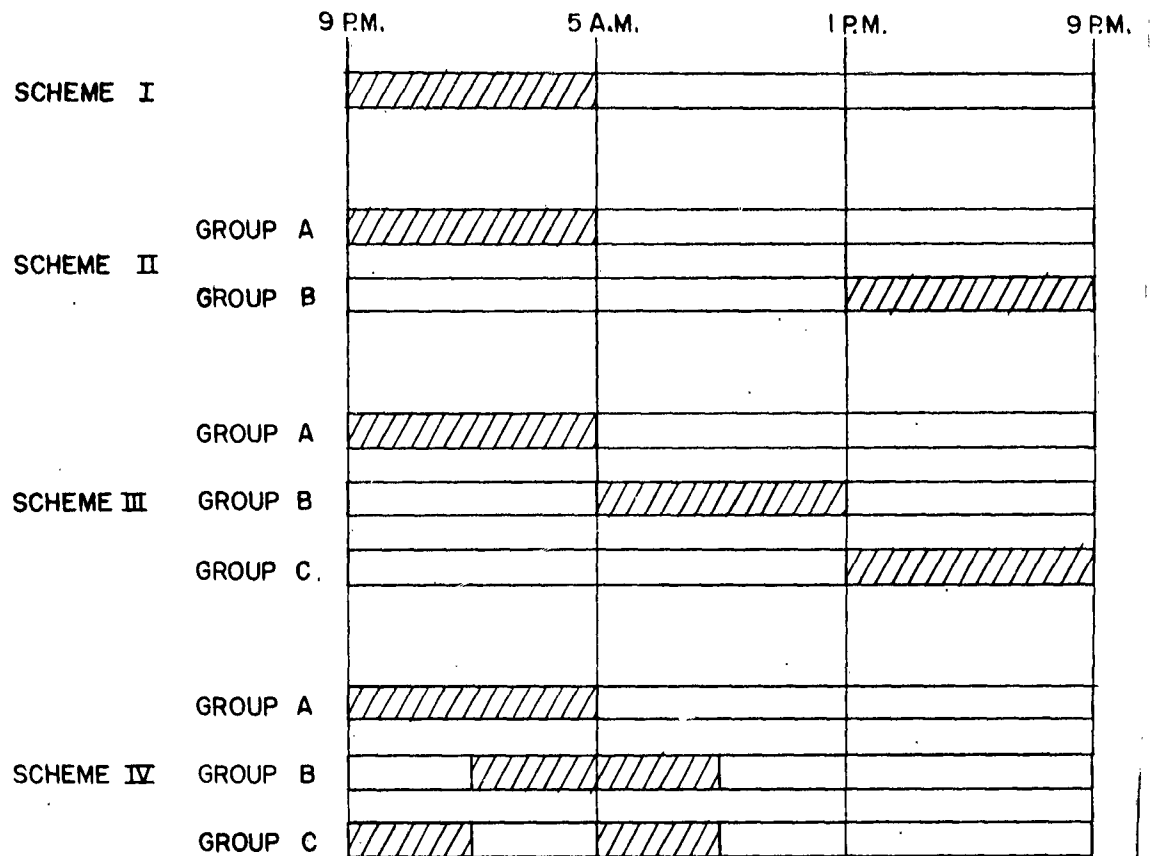 9 P.M. 5 A.M. 1 P.M. 9 P.M.
SCHEME I
GROUP A
SCHEME II
GROUP B
GROUP A
SCHEME III GROUP B
GROUP C.
GROUP A
SCHEME IV GROUP B
GROUP C